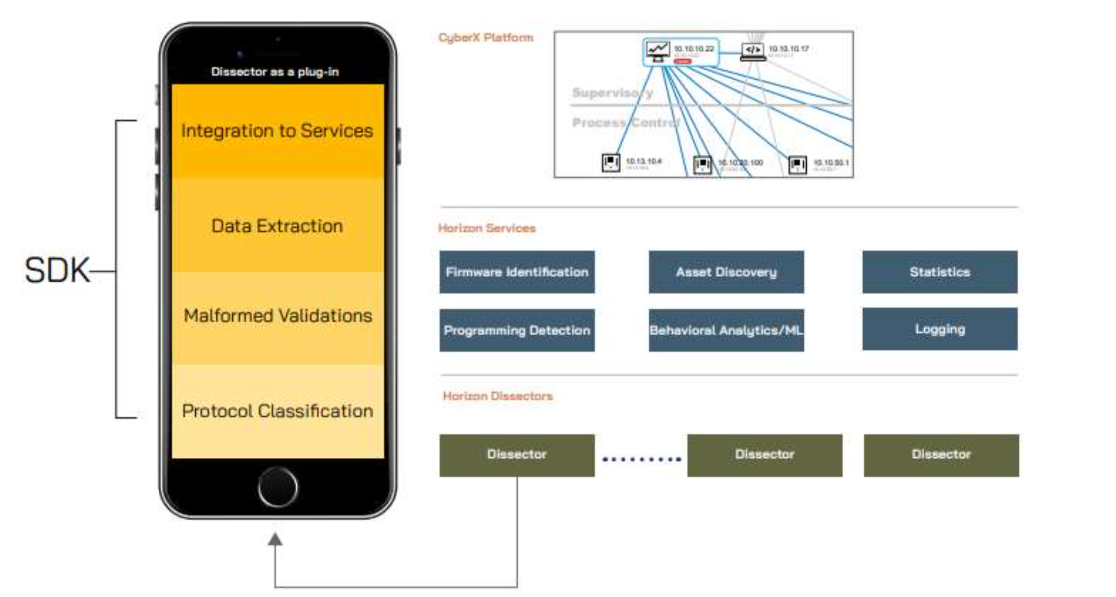 Dissector as a plug-in
SDK
Integration to Services
Data Extraction
Malformed Validations
Protocol Classification
CyberX Platform
10.10.10.22
10.10.10.17
Supervisory
Process Control
10.13.10.4
10.10.20.100
10.10.50.1
Horizon Services
Firmware Identification
Asset Discovery
Statistics
Programming Detection
Behavioral Analytics/ML
Logging
Horizon Dissectors
Dissector
Dissector
Dissector